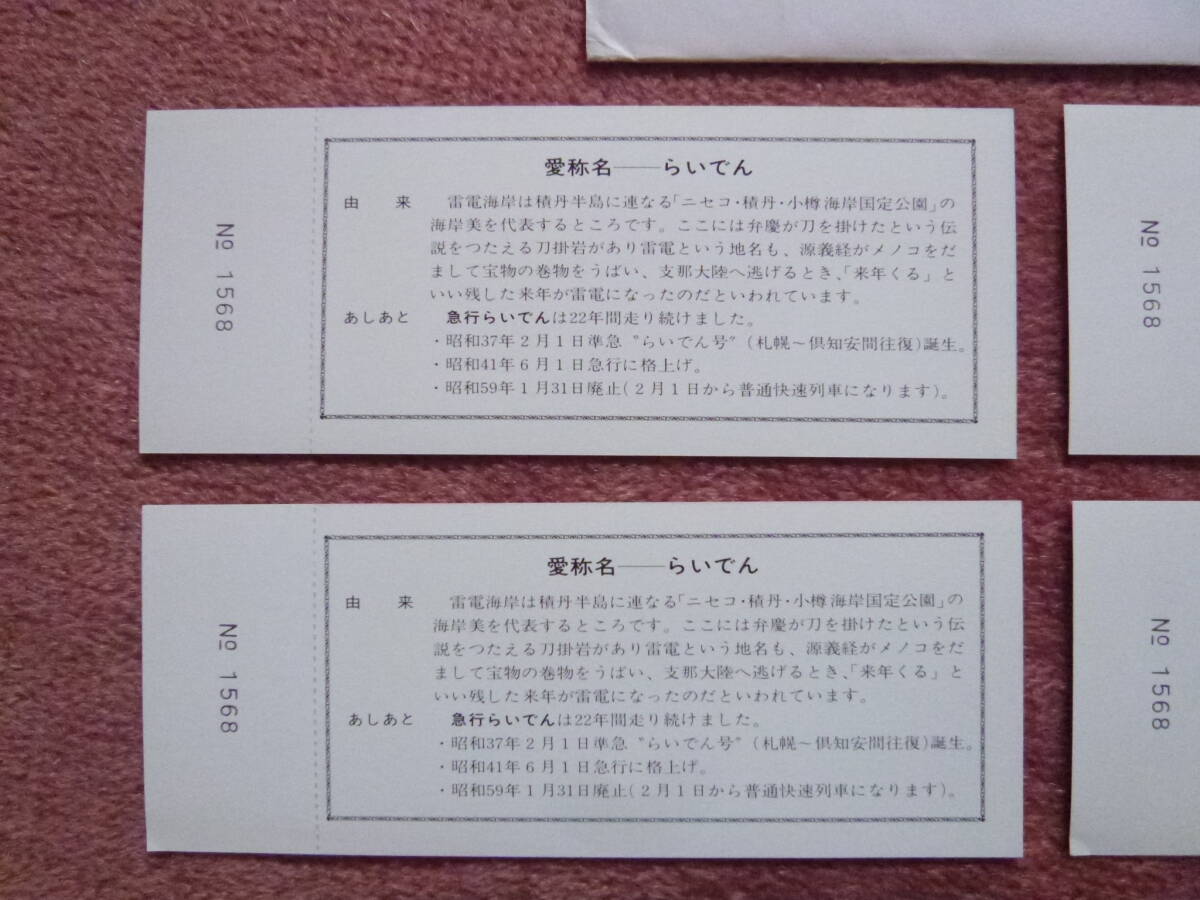 № 1568
愛称名——らいでん
由　来　雷電海岸は積丹半島に連なる「ニセコ・積丹・小樽海岸国定公園」の
海岸美を代表するところです。ここには弁慶が刀を掛けたという伝
説をつたえる刀掛岩があり雷電という地名も、源義経がメノコをだ
まして宝物の巻物をうばい、支那大陸へ逃げるとき、「来年くる」と
いい残した来年が雷電になったのだといわれています。
あしあと　急行らいでんは22年間走り続けました。
・昭和37年2月1日準急〝らいでん号〟(札幌～倶知安間往復)誕生。
・昭和41年6月1日急行に格上げ。
・昭和59年1月31日廃止(2月1日から普通快速列車になります)。
№ 1568
№ 1568
愛称名——らいでん
由　来　雷電海岸は積丹半島に連なる「ニセコ・積丹・小樽海岸国定公園」の
海岸美を代表するところです。ここには弁慶が刀を掛けたという伝
説をつたえる刀掛岩があり雷電という地名も、源義経がメノコをだ
まして宝物の巻物をうばい、支那大陸へ逃げるとき、「来年くる」と
いい残した来年が雷電になったのだといわれています。
あしあと　急行らいでんは22年間走り続けました。
・昭和37年2月1日準急〝らいでん号〟(札幌～倶知安間往復)誕生。
・昭和41年6月1日急行に格上げ。
・昭和59年1月31日廃止(2月1日から普通快速列車になります)。
№ 1568